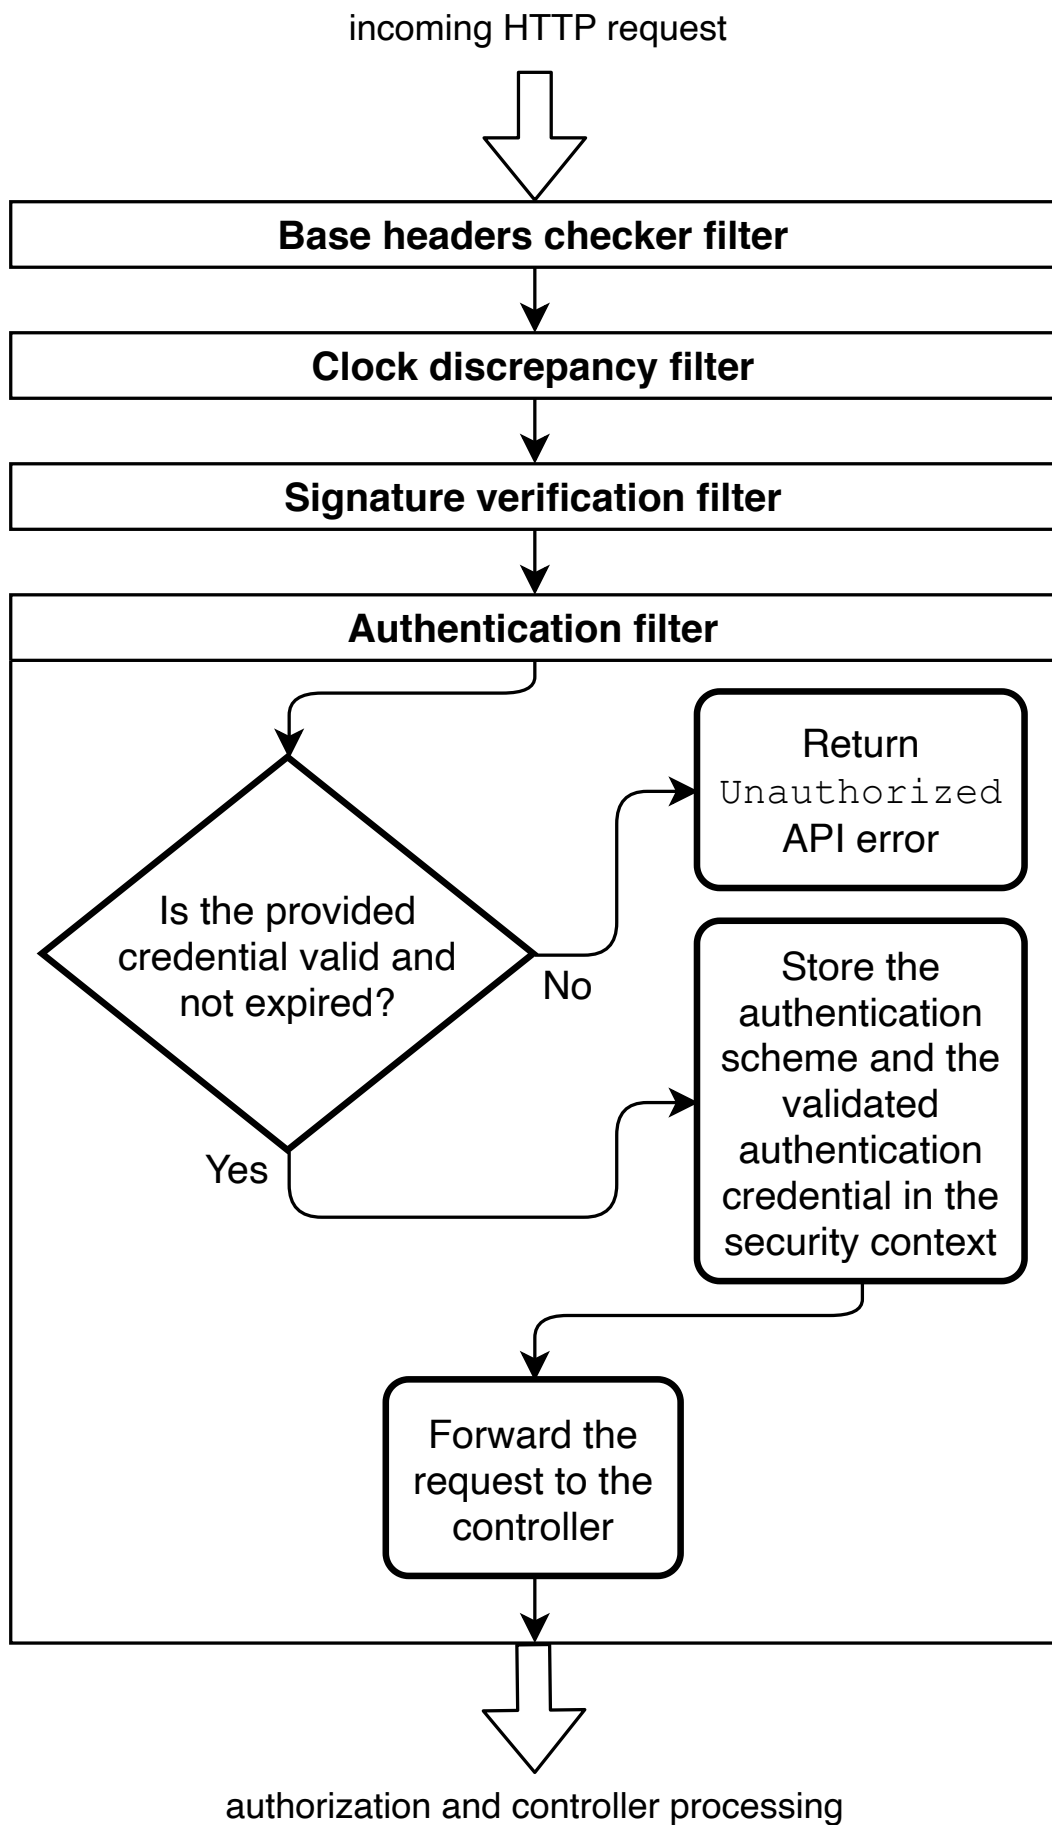 incoming HTTP request
Base headers checker filter
Clock discrepancy filter
Signature verification filter
Authentication filter
Return
Unauthorized
API error
Is the provided
credential valid and
not expired?
No
Store the
authentication
scheme and the
validated
authentication
credential in the
security context
Yes
Forward the
request to the
controller
authorization and controller processing